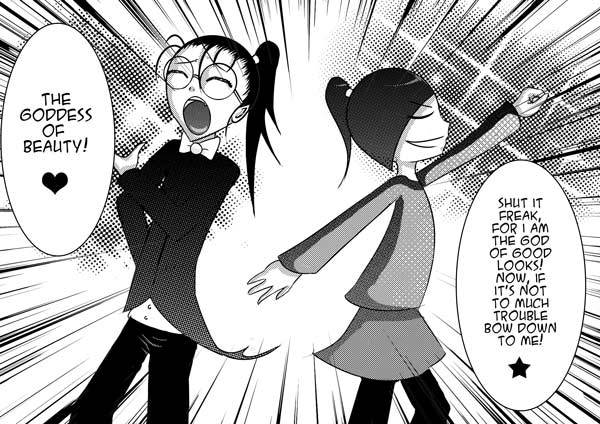 THE
GODDESS
OF
BEAUTY!
♥
SHUT IT
FREAK,
FOR I AM
THE GOD
OF GOOD
LOOKS!
NOW, IF
IT'S NOT
TO MUCH
TROUBLE
BOW DOWN
TO ME!
★